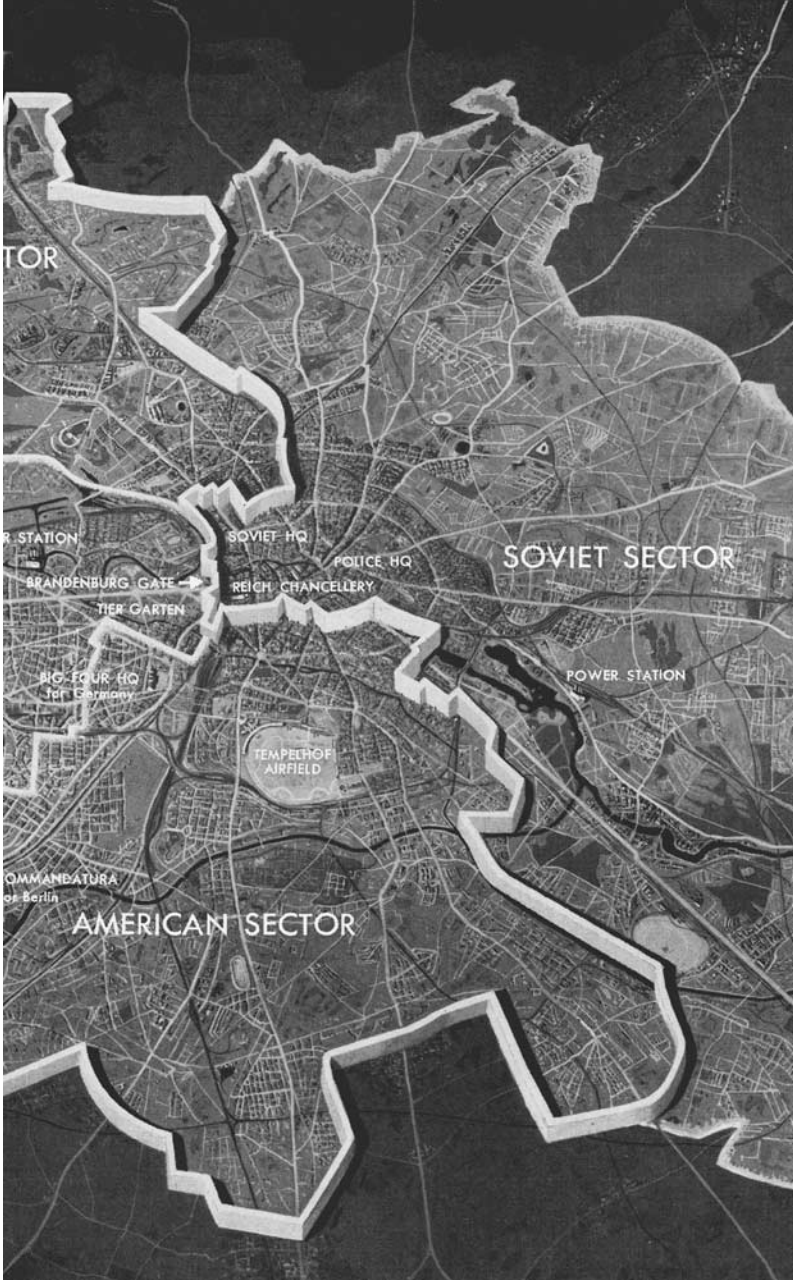 TOR
R STATION
SOVIET HQ
POLICE HQ
SOVIET SECTOR
BRANDENBURG GATE
REICH CHANCELLERY
TIER GARTEN
BIG FOUR HQ
for Germany
POWER STATION
TEMPELHOF
AIRFIELD
OMMANDATURA
or Berlin
AMERICAN SECTOR